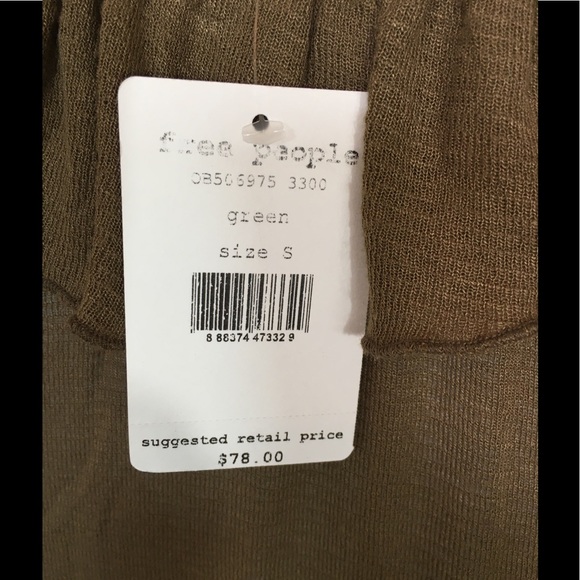 free people
OB506975 3300
green
size S
8 88374 47332 9
suggested retail price
$78.00